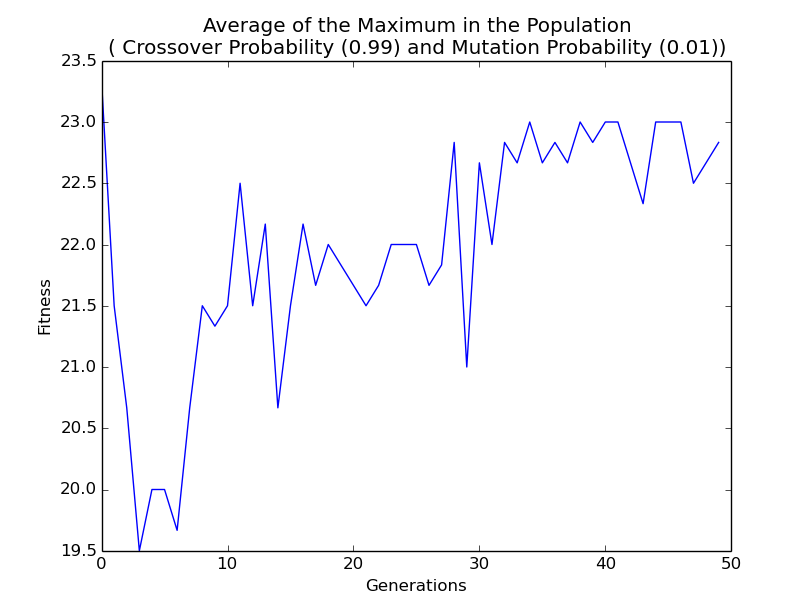 Average of the Maximum in the Population
( Crossover Probability (0.99) and Mutation Probability (0.01))
23.5
23.0
22.5
22.0
21.5
21.0
20.5
20.0
19.5
Fitness
0 10 20 30 40 50
Generations